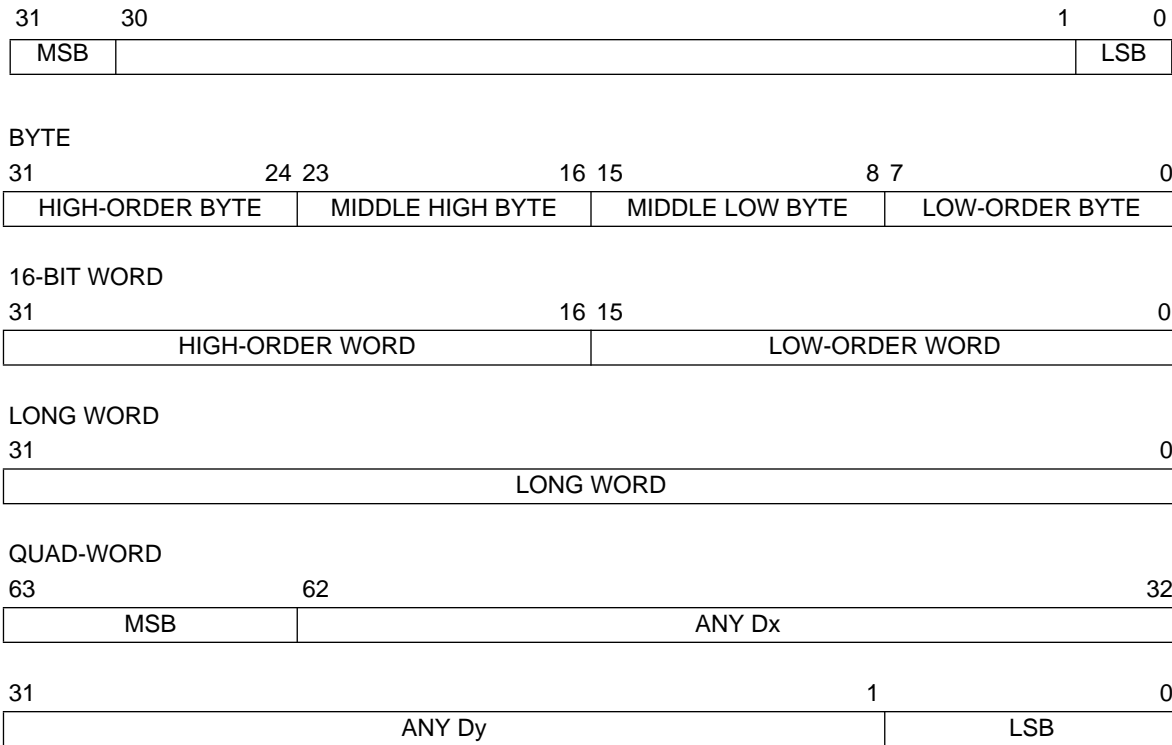 31 30 1 0
MSB LSB
BYTE
31 24 23 16 15 8 7 0
HIGH-ORDER BYTE MIDDLE HIGH BYTE MIDDLE LOW BYTE LOW-ORDER BYTE
16-BIT WORD
31 16 15 0
HIGH-ORDER WORD LOW-ORDER WORD
LONG WORD
31 0
LONG WORD
QUAD-WORD
63 62 32
MSB ANY Dx
31 1 0
ANY Dy LSB